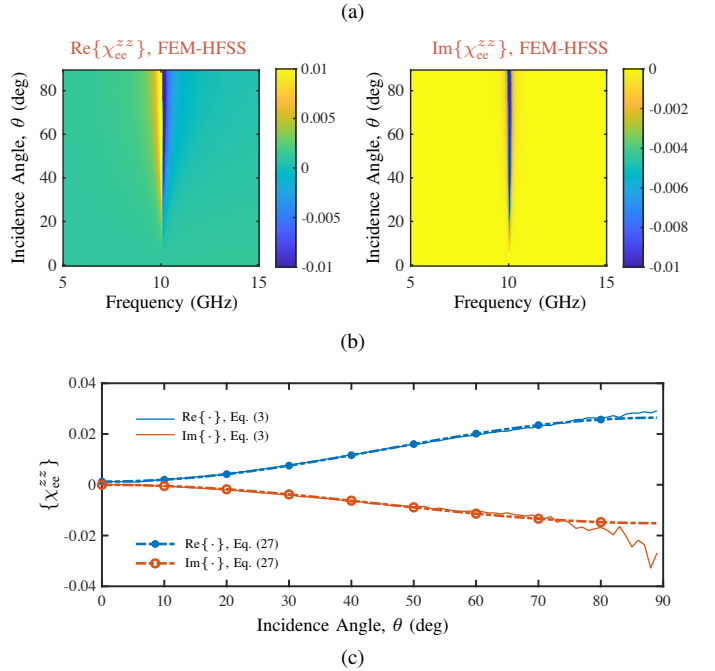 (a)
Re{χ_ee^zz}, FEM-HFSS
Im{χ_ee^zz}, FEM-HFSS
Incidence Angle, θ (deg)
80
60
40
20
0
5
10
15
Frequency (GHz)
0.01
0.005
0
-0.005
-0.01
Incidence Angle, θ (deg)
80
60
40
20
0
5
10
15
Frequency (GHz)
0
-0.002
-0.004
-0.006
-0.008
-0.01
(b)
{χ_ee^zz}
0.04
0.02
0
-0.02
-0.04
Re{·}, Eq. (3)
Im{·}, Eq. (3)
Re{·}, Eq. (27)
Im{·}, Eq. (27)
0 10 20 30 40 50 60 70 80 90
Incidence Angle, θ (deg)
(c)